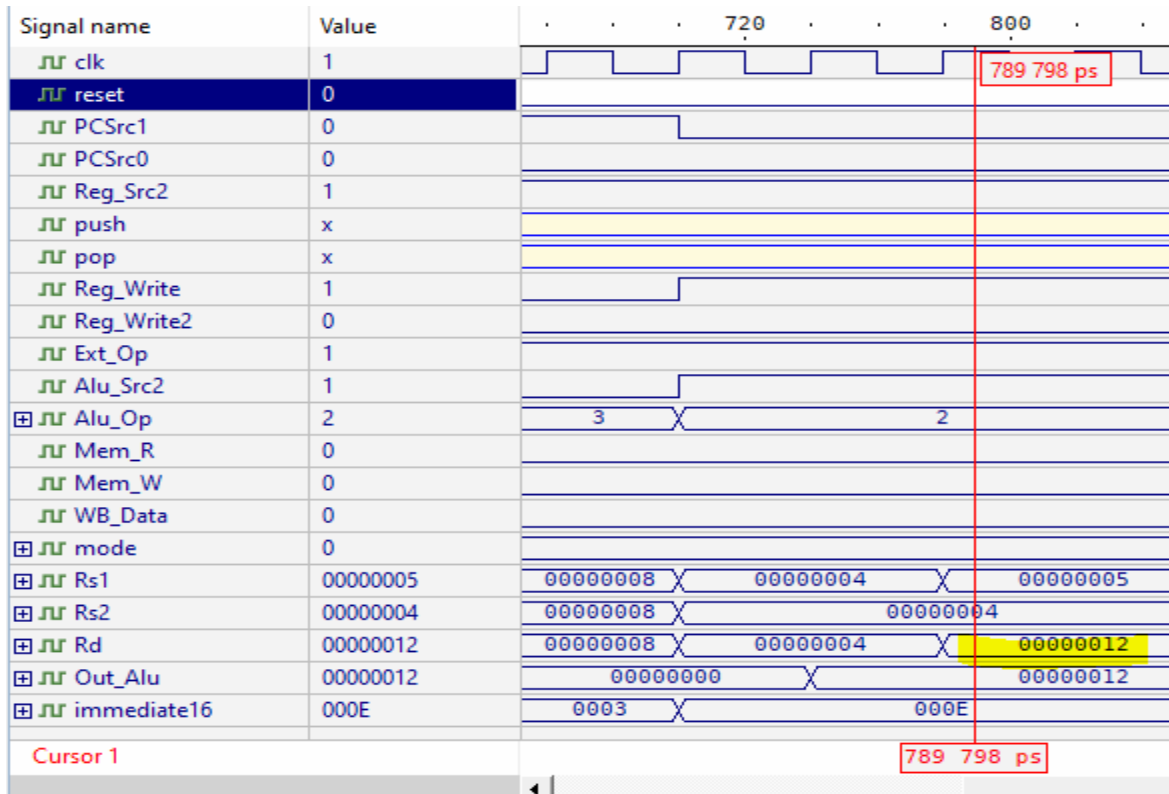 Signal name Value 720 800
clk 1 789 798 ps
reset 0
PCSrc1 0
PCSrc0 0
Reg_Src2 1
push x
pop x
Reg_Write 1
Reg_Write2 0
Ext_Op 1
Alu_Src2 1
Alu_Op 2 3 2
Mem_R 0
Mem_W 0
WB_Data 0
mode 0
Rs1 00000005 00000008 00000004 00000005
Rs2 00000004 00000008 00000004
Rd 00000012 00000008 00000004 00000012
Out_Alu 00000012 00000000 00000012
immediate16 000E 0003 000E
Cursor 1 789 798 ps